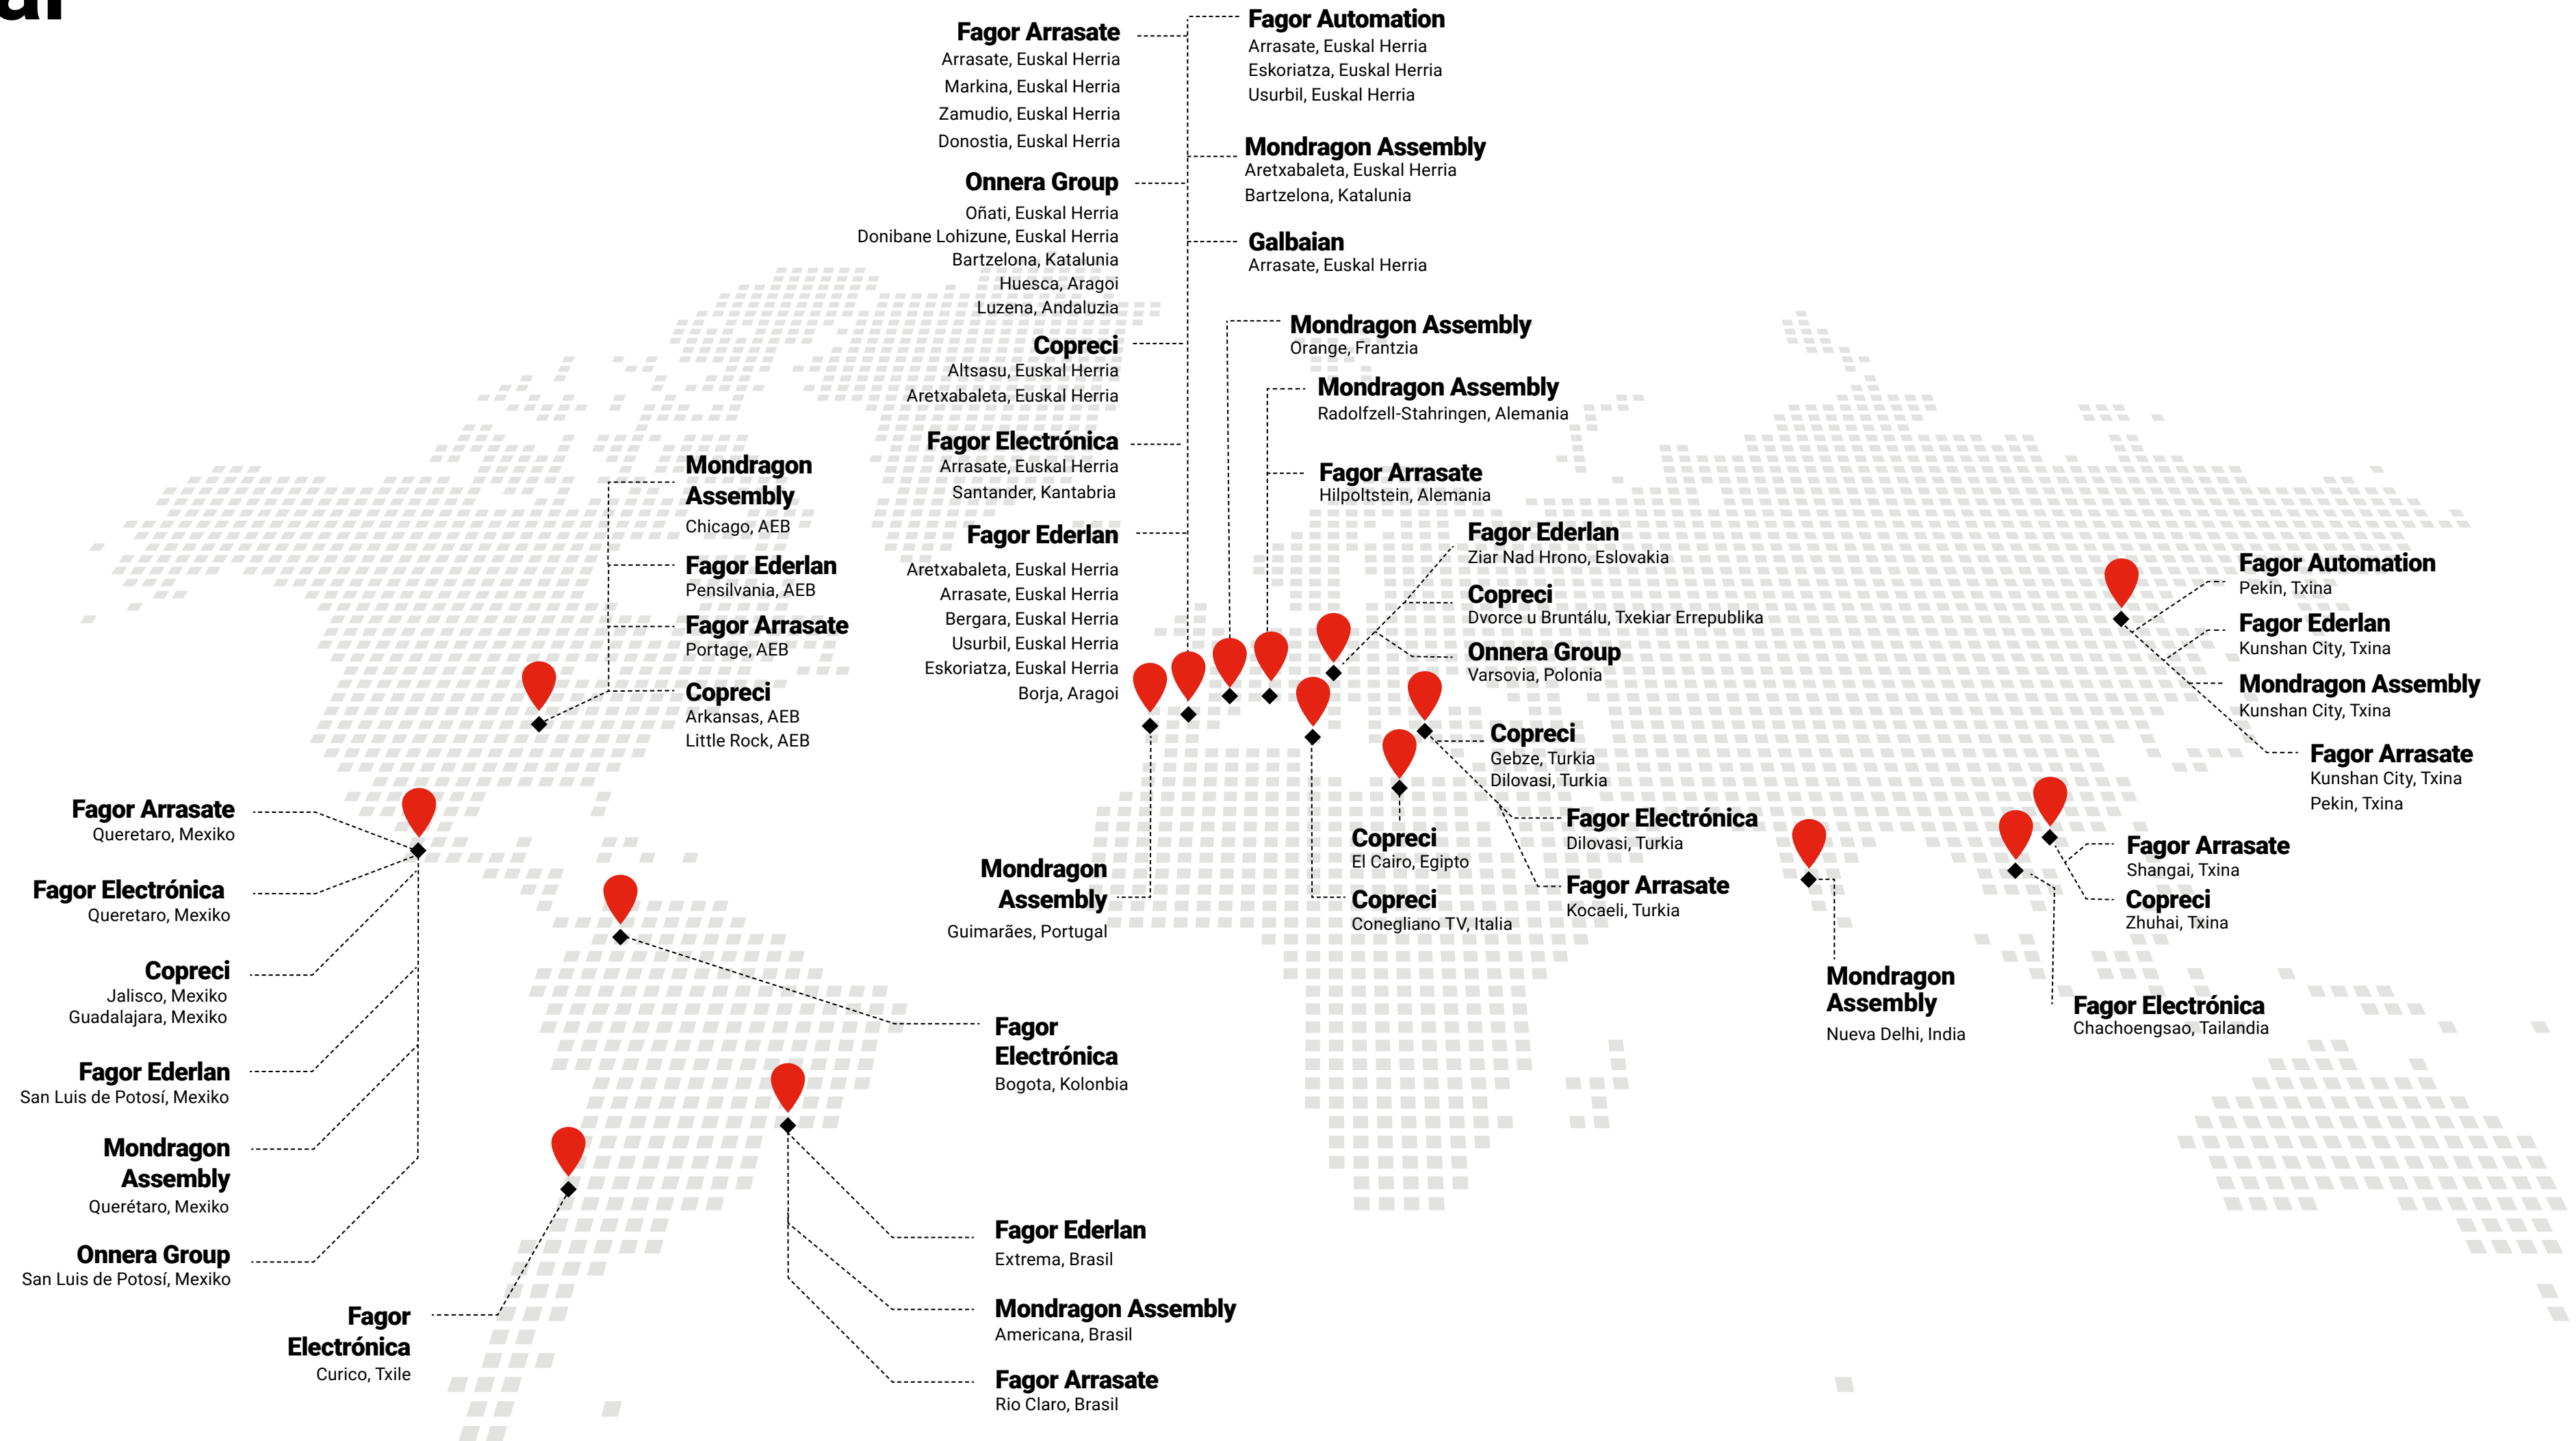 al
Fagor Arrasate
Arrasate, Euskal Herria
Markina, Euskal Herria
Zamudio, Euskal Herria
Donostia, Euskal Herria
Onnera Group
Oñati, Euskal Herria
Donibane Lohizune, Euskal Herria
Bartzelona, Katalunia
Huesca, Aragoi
Luzena, Andaluzia
Copreci
Altsasu, Euskal Herria
Aretxabaleta, Euskal Herria
Fagor Electrónica
Arrasate, Euskal Herria
Santander, Kantabria
Fagor Ederlan
Aretxabaleta, Euskal Herria
Arrasate, Euskal Herria
Bergara, Euskal Herria
Usurbil, Euskal Herria
Eskoriatza, Euskal Herria
Borja, Aragoi
Fagor Automation
Arrasate, Euskal Herria
Eskoriatza, Euskal Herria
Usurbil, Euskal Herria
Mondragon Assembly
Aretxabaleta, Euskal Herria
Bartzelona, Katalunia
Galbaian
Arrasate, Euskal Herria
Mondragon Assembly
Orange, Frantzia
Mondragon Assembly
Radolfzell-Stahringen, Alemania
Fagor Arrasate
Hilpoltstein, Alemania
Fagor Ederlan
Ziar Nad Hrono, Eslovakia
Copreci
Dvorce u Bruntálu, Txekiar Errepublika
Onnera Group
Varsovia, Polonia
Mondragon
Assembly
Chicago, AEB
Fagor Ederlan
Pensilvania, AEB
Fagor Arrasate
Portage, AEB
Copreci
Arkansas, AEB
Little Rock, AEB
Fagor Automation
Pekin, Txina
Fagor Ederlan
Kunshan City, Txina
Mondragon Assembly
Kunshan City, Txina
Fagor Arrasate
Kunshan City, Txina
Pekin, Txina
Copreci
Gebze, Turkia
Dilovasi, Turkia
Fagor Electrónica
Dilovasi, Turkia
Fagor Arrasate
Kocaeli, Turkia
Copreci
El Cairo, Egipto
Copreci
Conegliano TV, Italia
Mondragon
Assembly
Guimarães, Portugal
Fagor Arrasate
Shangai, Txina
Copreci
Zhuhai, Txina
Mondragon
Assembly
Nueva Delhi, India
Fagor Electrónica
Chachoengsao, Tailandia
Fagor Arrasate
Queretaro, Mexiko
Fagor Electrónica
Queretaro, Mexiko
Copreci
Jalisco, Mexiko
Guadalajara, Mexiko
Fagor Ederlan
San Luis de Potosí, Mexiko
Mondragon
Assembly
Querétaro, Mexiko
Onnera Group
San Luis de Potosí, Mexiko
Fagor
Electrónica
Curico, Txile
Fagor
Electrónica
Bogota, Kolonbia
Fagor Ederlan
Extrema, Brasil
Mondragon Assembly
Americana, Brasil
Fagor Arrasate
Rio Claro, Brasil